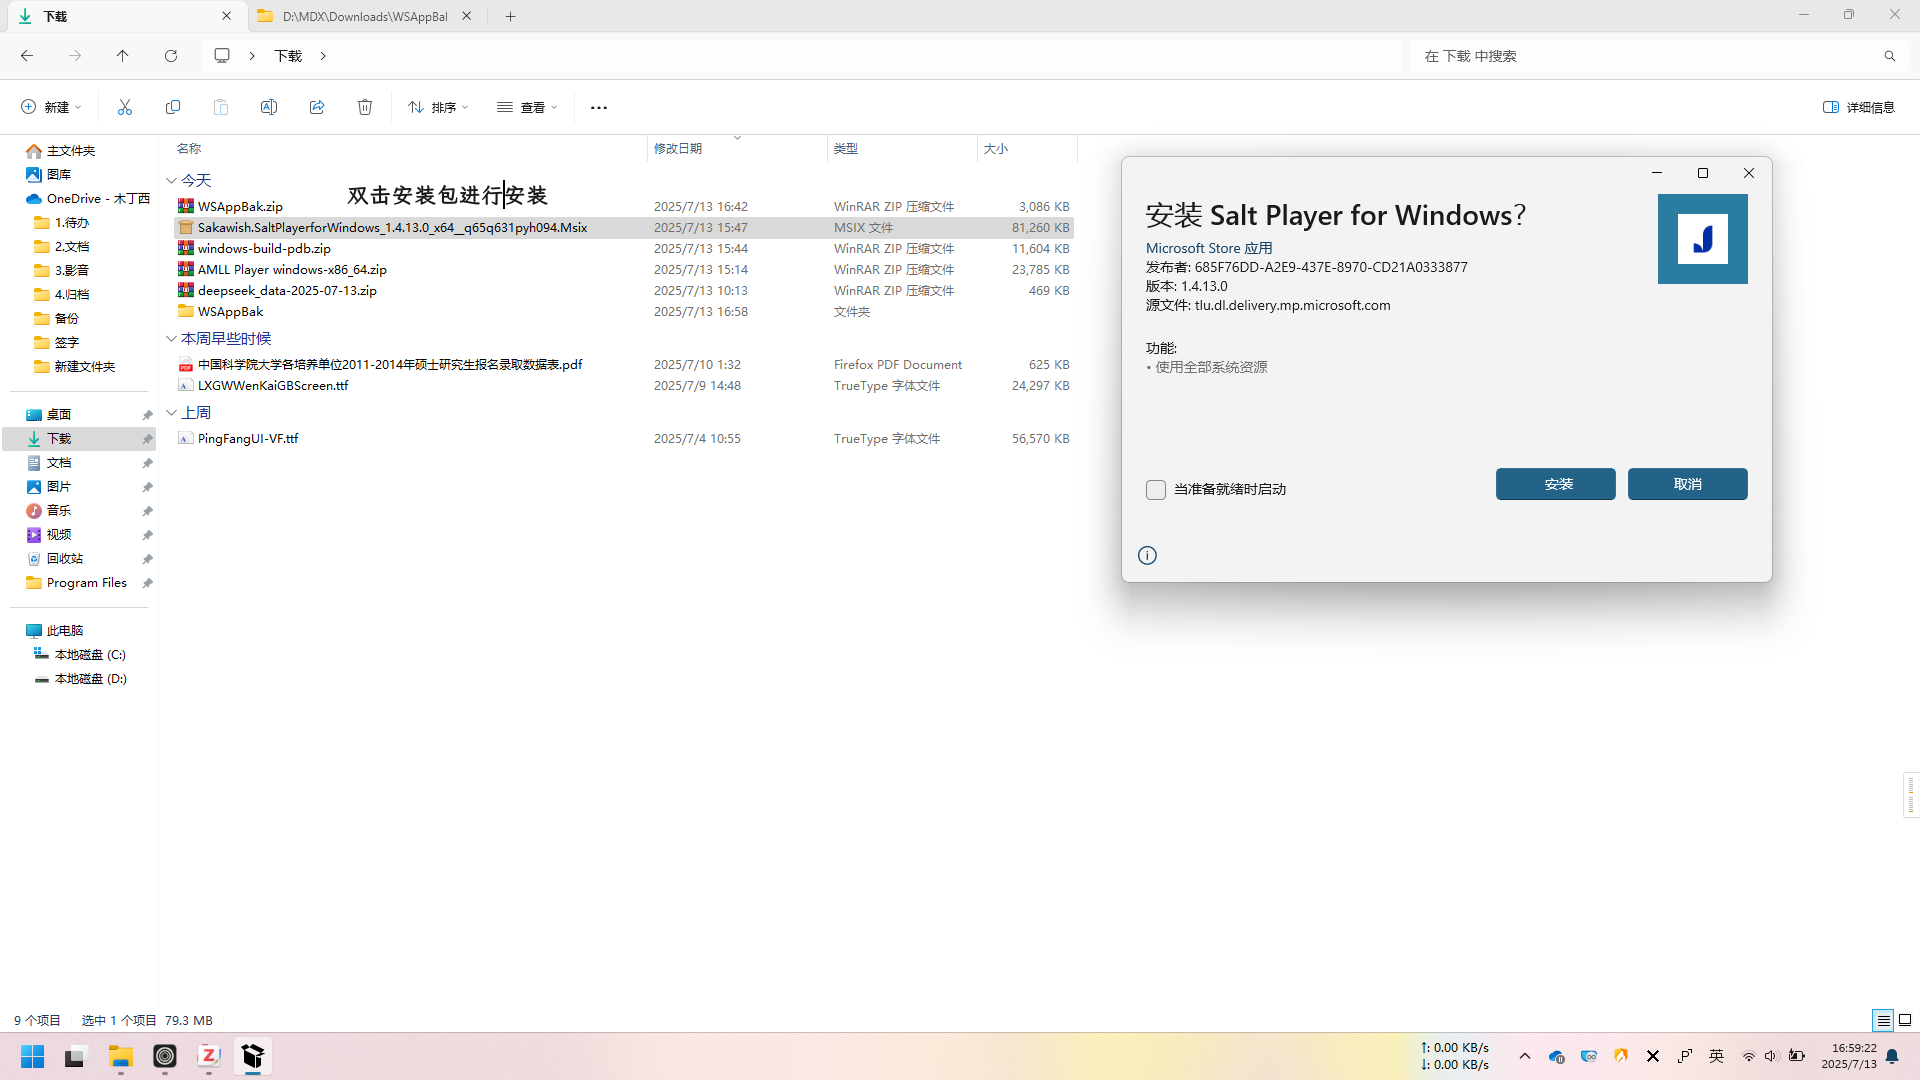 下载
D:\MDX\Downloads\WSAppBal
下载
在 下载 中搜索
新建
排序
查看
详细信息
主文件夹
图库
OneDrive - 木丁西
1.待办
2.文档
3.影音
4.归档
备份
签字
新建文件夹
桌面
下载
文档
图片
音乐
视频
回收站
Program Files
此电脑
本地磁盘 (C:)
本地磁盘 (D:)
名称 修改日期 类型 大小
今天
双击安装包进行安装
WSAppBak.zip 2025/7/13 16:42 WinRAR ZIP 压缩文件 3,086 KB
Sakawish.SaltPlayerforWindows_1.4.13.0_x64__q65q631pyh094.Msix 2025/7/13 15:47 MSIX 文件 81,260 KB
windows-build-pdb.zip 2025/7/13 15:44 WinRAR ZIP 压缩文件 11,604 KB
AMLL Player windows-x86_64.zip 2025/7/13 15:14 WinRAR ZIP 压缩文件 23,785 KB
deepseek_data-2025-07-13.zip 2025/7/13 10:13 WinRAR ZIP 压缩文件 469 KB
WSAppBak 2025/7/13 16:58 文件夹
本周早些时候
中国科学院大学各培养单位2011-2014年硕士研究生报名录取数据表.pdf 2025/7/10 1:32 Firefox PDF Document 625 KB
LXGWWenKaiGBScreen.ttf 2025/7/9 14:48 TrueType 字体文件 24,297 KB
上周
PingFangUI-VF.ttf 2025/7/4 10:55 TrueType 字体文件 56,570 KB
安装 Salt Player for Windows？
Microsoft Store 应用
发布者: 685F76DD-A2E9-437E-8970-CD21A0333877
版本: 1.4.13.0
源文件: tlu.dl.delivery.mp.microsoft.com
功能:
• 使用全部系统资源
当准备就绪时启动
安装
取消
9 个项目 选中 1 个项目 79.3 MB
↑: 0.00 KB/s
↓: 0.00 KB/s
英
16:59:22
2025/7/13